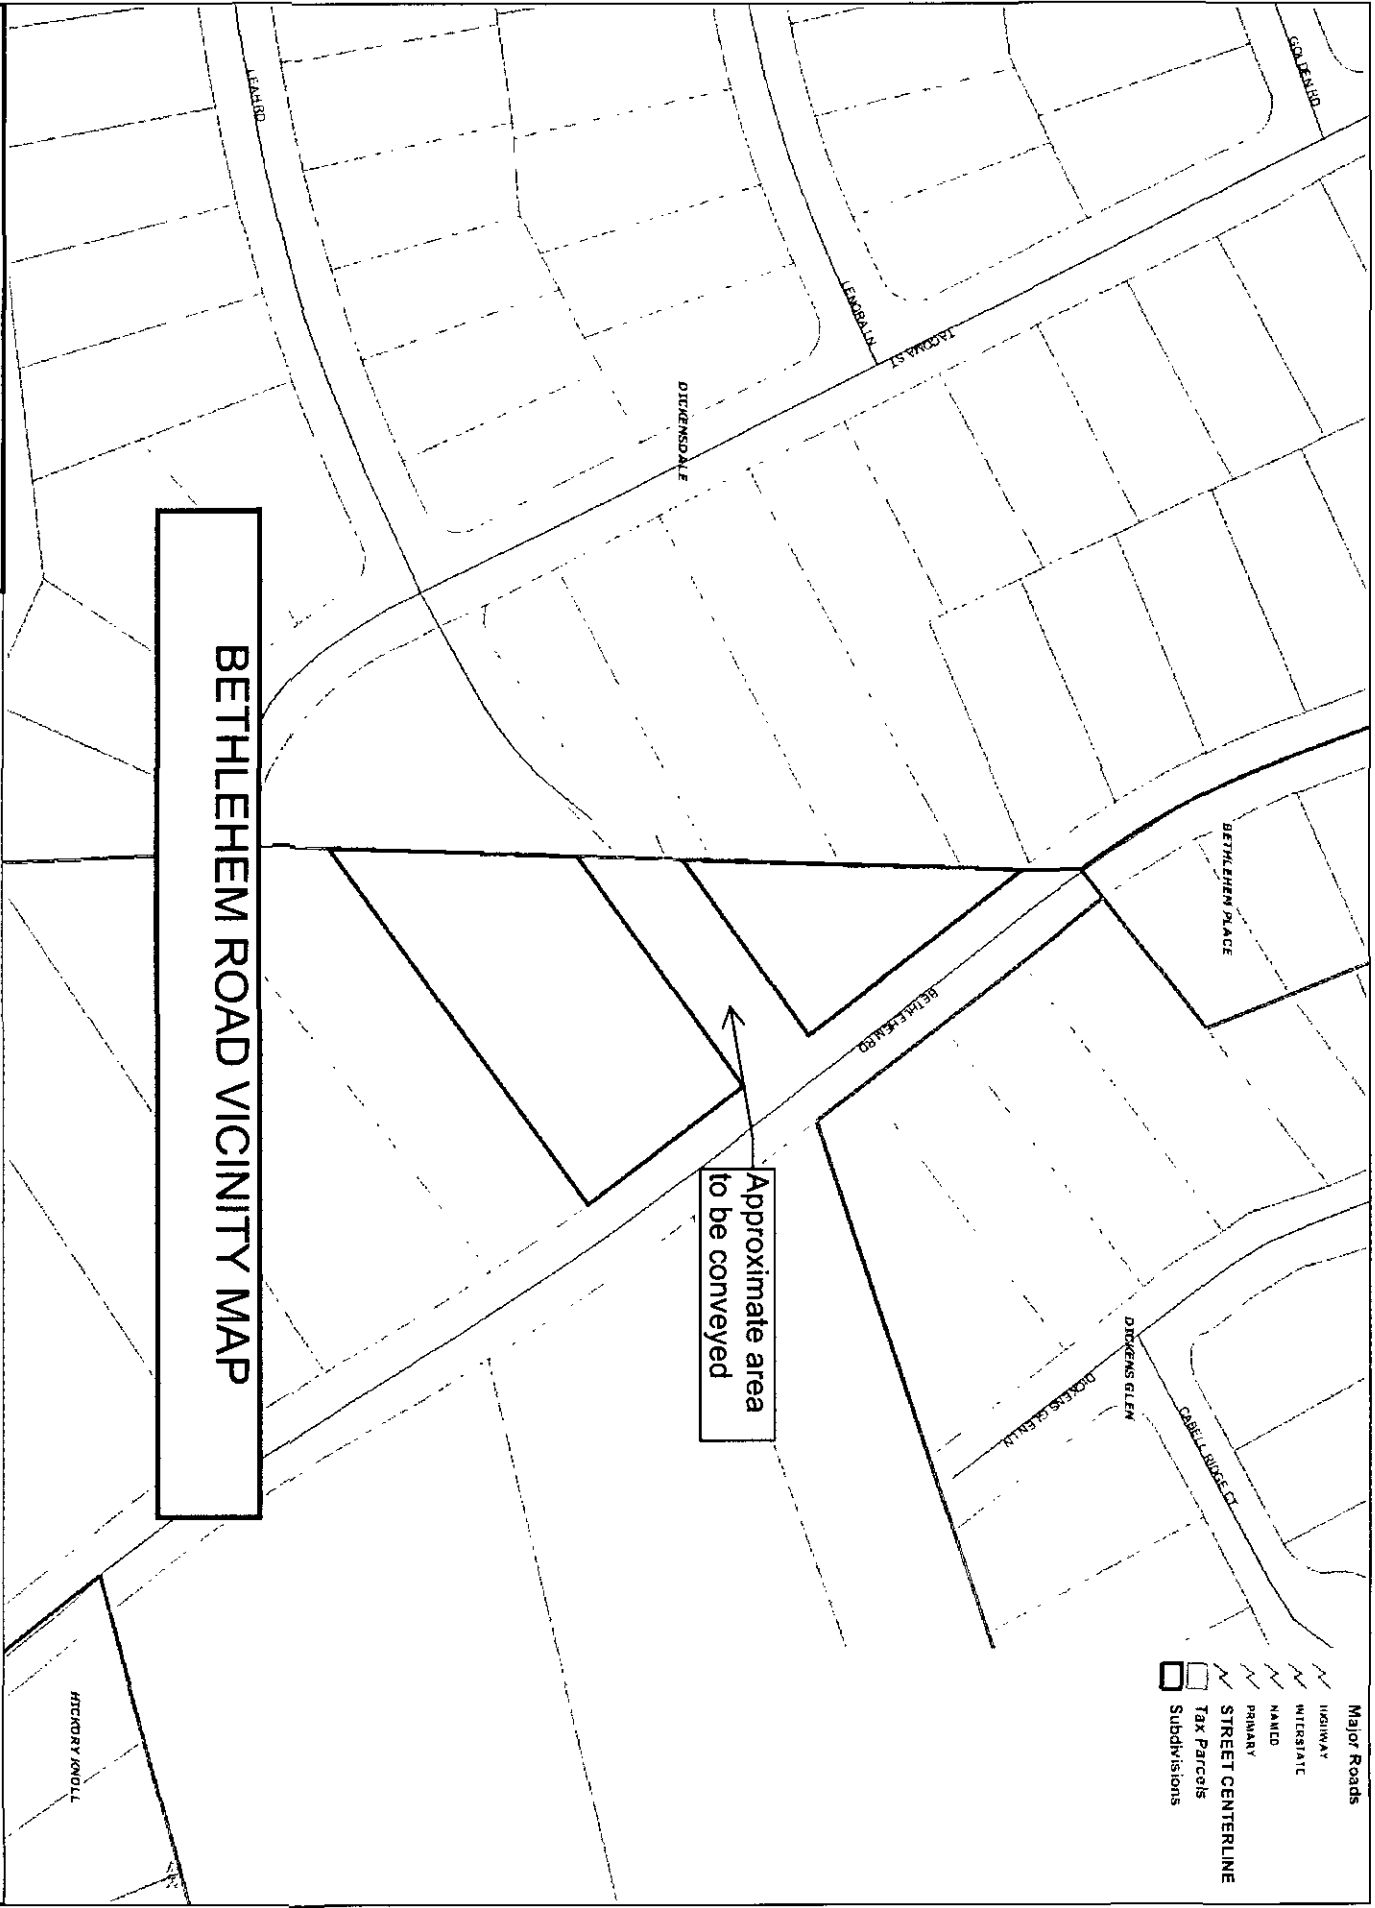 Major Roads
HIGHWAY
INTERSTATE
NAMED
PRIMARY
STREET CENTERLINE
Tax Parcels
Subdivisions
GOLDEN RD
LEAH RD
LENORA LN
TACOMA ST
DICKENSDALE
BETHLEHEM PLACE
BETHLEHEM RD
Approximate area
to be conveyed
DICKENS GLEN
DICKENS GLEN LN
CABELL RIDGE CT
HICKORY KNOLL
BETHLEHEM ROAD VICINITY MAP